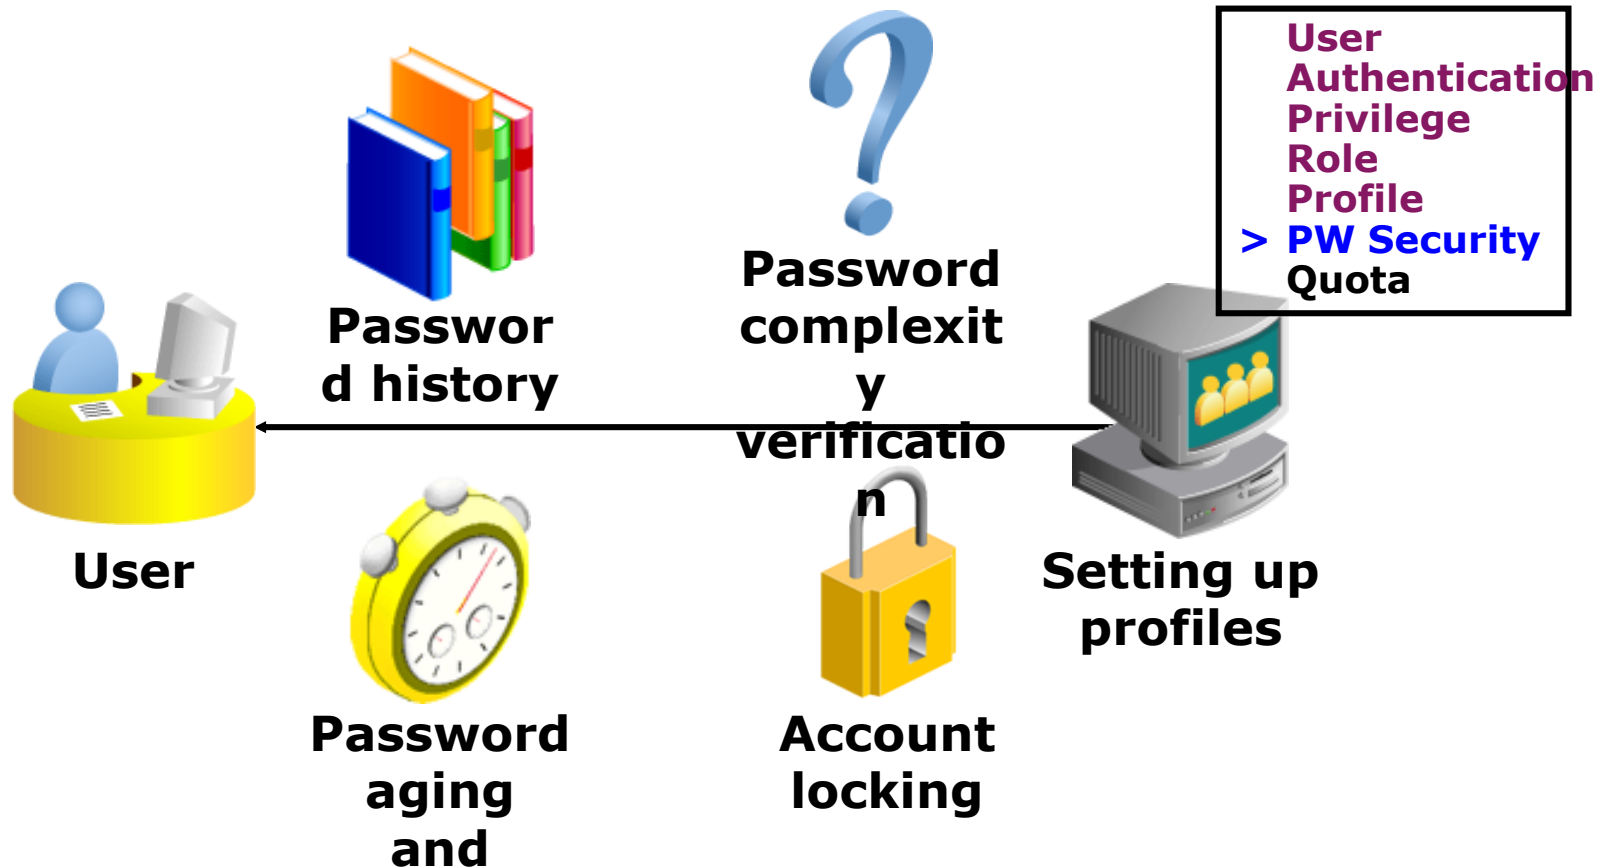 User
Authentication
Privilege
Role
Profile
> PW Security
Quota
Passwor
d history
Password
complexit
y
verificatio
n
User
Setting up
profiles
Password
aging
and
Account
locking